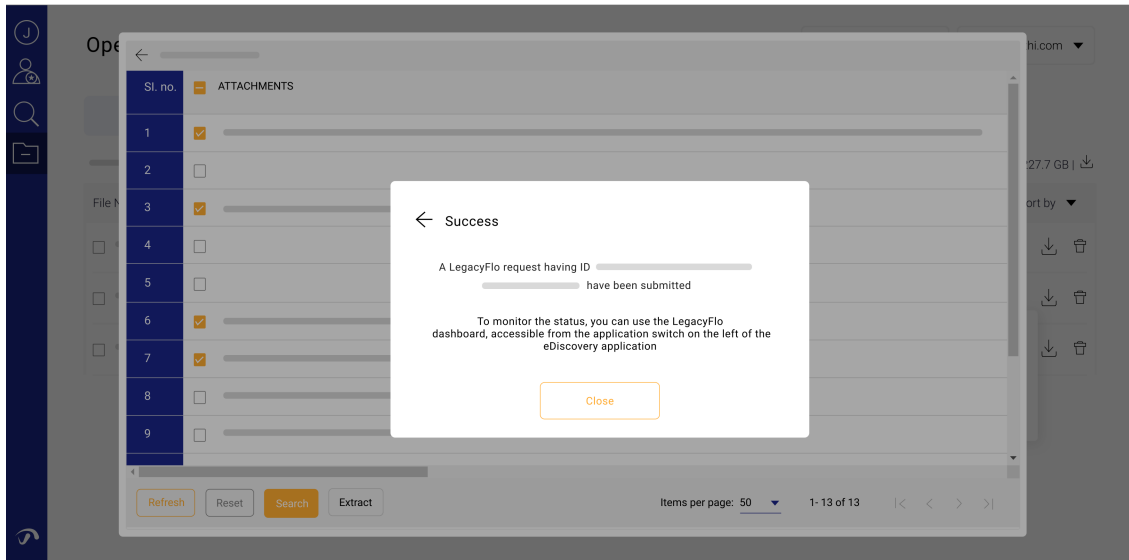 J
hi.com
Sl. no.
ATTACHMENTS
1
2
27.7 GB |
3
ort by
4
5
6
7
8
9
Success
A LegacyFlo request having ID
have been submitted
To monitor the status, you can use the LegacyFlo
dashboard, accessible from the application switch on the left of the
eDiscovery application
Close
Refresh
Reset
Search
Extract
Items per page: 50
1- 13 of 13